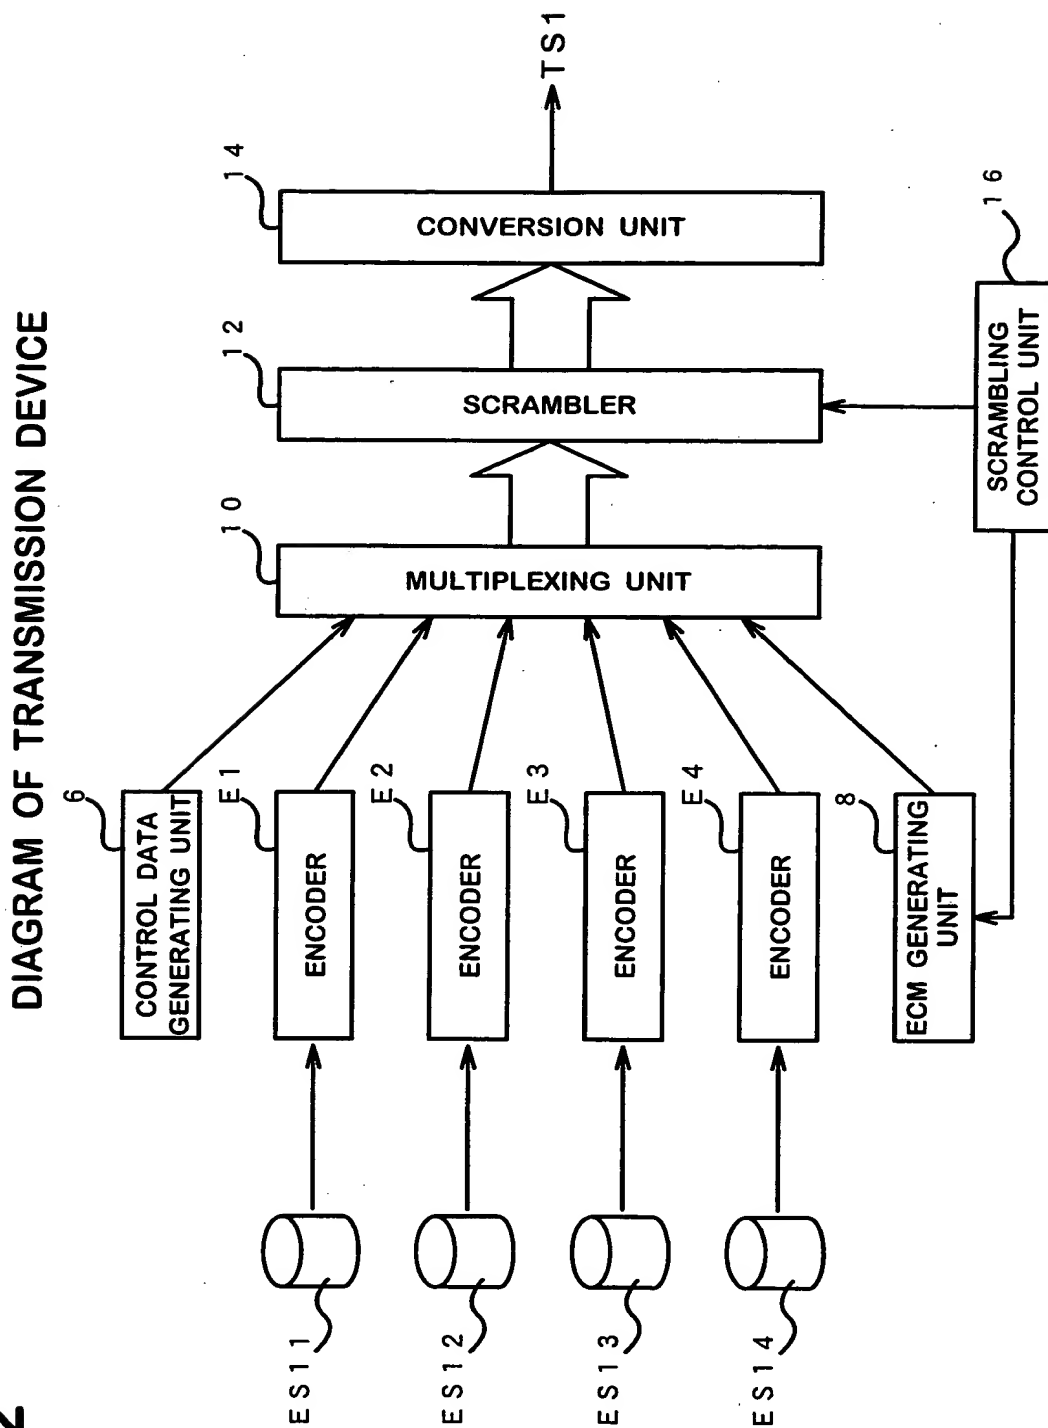 2
DIAGRAM OF TRANSMISSION DEVICE
6
CONTROL DATA
GENERATING UNIT
E1
10
12
14
ES11
ENCODER
E2
ES12
ENCODER
MULTIPLEXING UNIT
SCRAMBLER
CONVERSION UNIT
TS1
E3
ES13
ENCODER
E4
ES14
ENCODER
8
ECM GENERATING
UNIT
16
SCRAMBLING
CONTROL UNIT